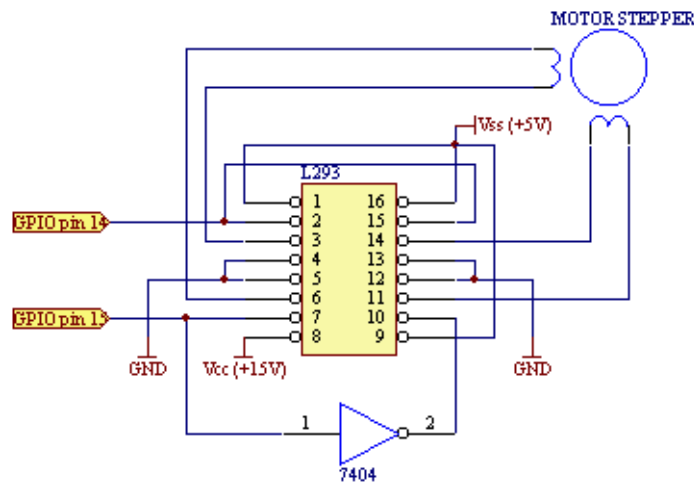 MOTOR STEPPER
Vss (+5V)
L293
1 16
GPIO pin 14
2 15
3 14
4 13
5 12
6 11
GPIO pin 15
7 10
8 9
GND
Vcc (+15V)
GND
1 2
7404